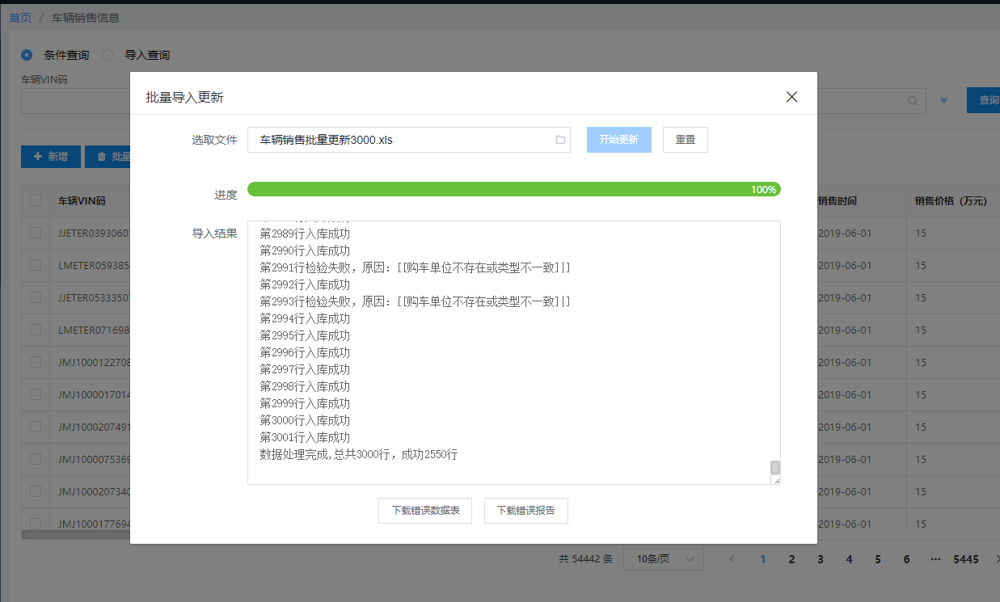 首页 / 车辆销售信息
条件查询 导入查询
车辆VIN码
查询
新增 批量
批量导入更新
选取文件 车辆销售批量更新3000.xls 开始更新 重置
进度 100%
导入结果
第2989行入库成功
第2990行入库成功
第2991行检验失败，原因：[[购车单位不存在或类型不一致]|]
第2992行入库成功
第2993行检验失败，原因：[[购车单位不存在或类型不一致]|]
第2994行入库成功
第2995行入库成功
第2996行入库成功
第2997行入库成功
第2998行入库成功
第2999行入库成功
第3000行入库成功
第3001行入库成功
数据处理完成,总共3000行，成功2550行
下载错误数据表 下载错误报告
车辆VIN码 销售时间 销售价格（万元）
JJETER0393060 2019-06-01 15
LMETER059385 2019-06-01 15
JJETER0533350 2019-06-01 15
LMETER071698 2019-06-01 15
JMJ1000122708 2019-06-01 15
JMJ1000017014 2019-06-01 15
JMJ1000207491 2019-06-01 15
JMJ1000075369 2019-06-01 15
JMJ1000207340 2019-06-01 15
JMJ1000177694 2019-06-01 15
共 54442 条 10条/页 1 2 3 4 5 6 ··· 5445